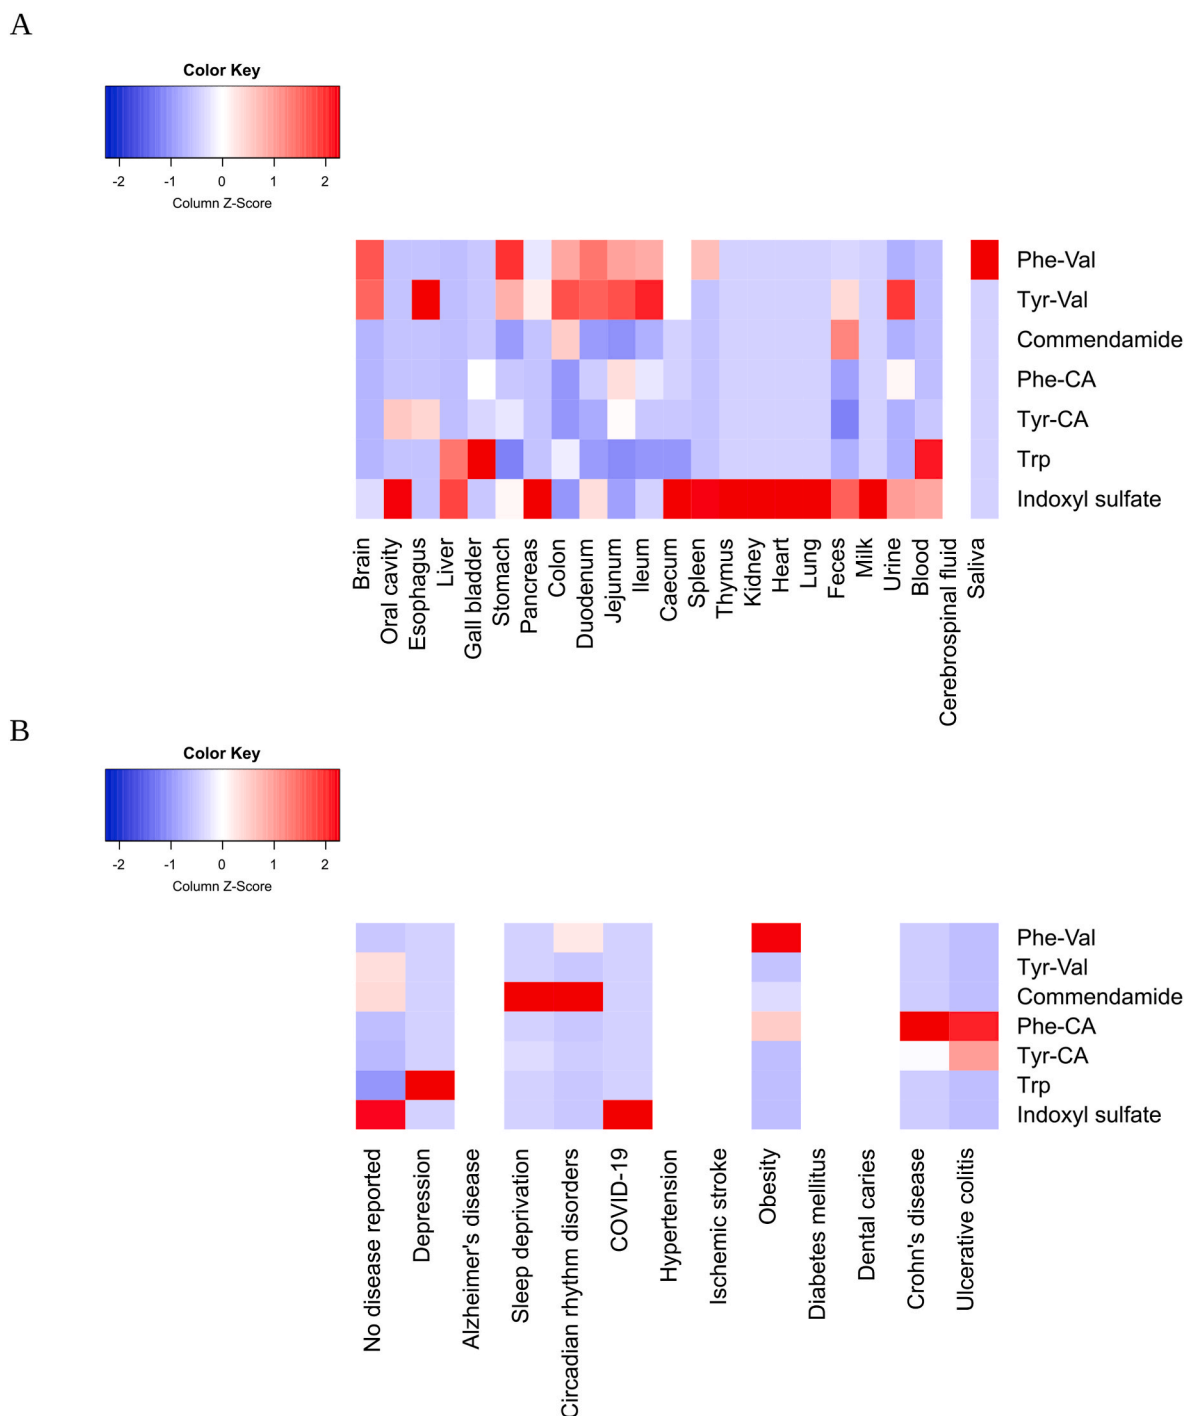 A
Color Key
-2 -1 0 1 2
Column Z-Score
Phe-Val
Tyr-Val
Commendamide
Phe-CA
Tyr-CA
Trp
Indoxyl sulfate
Brain
Oral cavity
Esophagus
Liver
Gall bladder
Stomach
Pancreas
Colon
Duodenum
Jejunum
Ileum
Caecum
Spleen
Thymus
Kidney
Heart
Lung
Feces
Milk
Urine
Blood
Cerebrospinal fluid
Saliva
B
Color Key
-2 -1 0 1 2
Column Z-Score
Phe-Val
Tyr-Val
Commendamide
Phe-CA
Tyr-CA
Trp
Indoxyl sulfate
No disease reported
Depression
Alzheimer's disease
Sleep deprivation
Circadian rhythm disorders
COVID-19
Hypertension
Ischemic stroke
Obesity
Diabetes mellitus
Dental caries
Crohn's disease
Ulcerative colitis